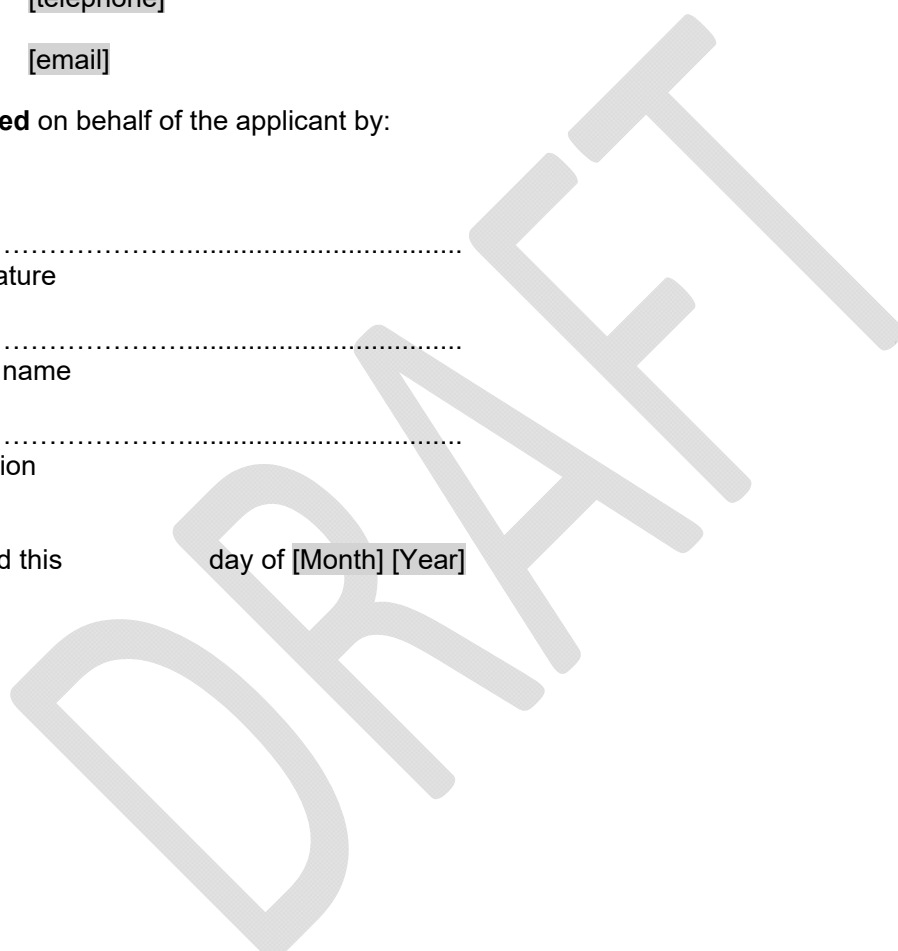 [telephone]
[email]
ed on behalf of the applicant by:
…………………................................................
ature
…………………................................................
name
…………………................................................
ion
d this day of [Month] [Year]
DRAFT